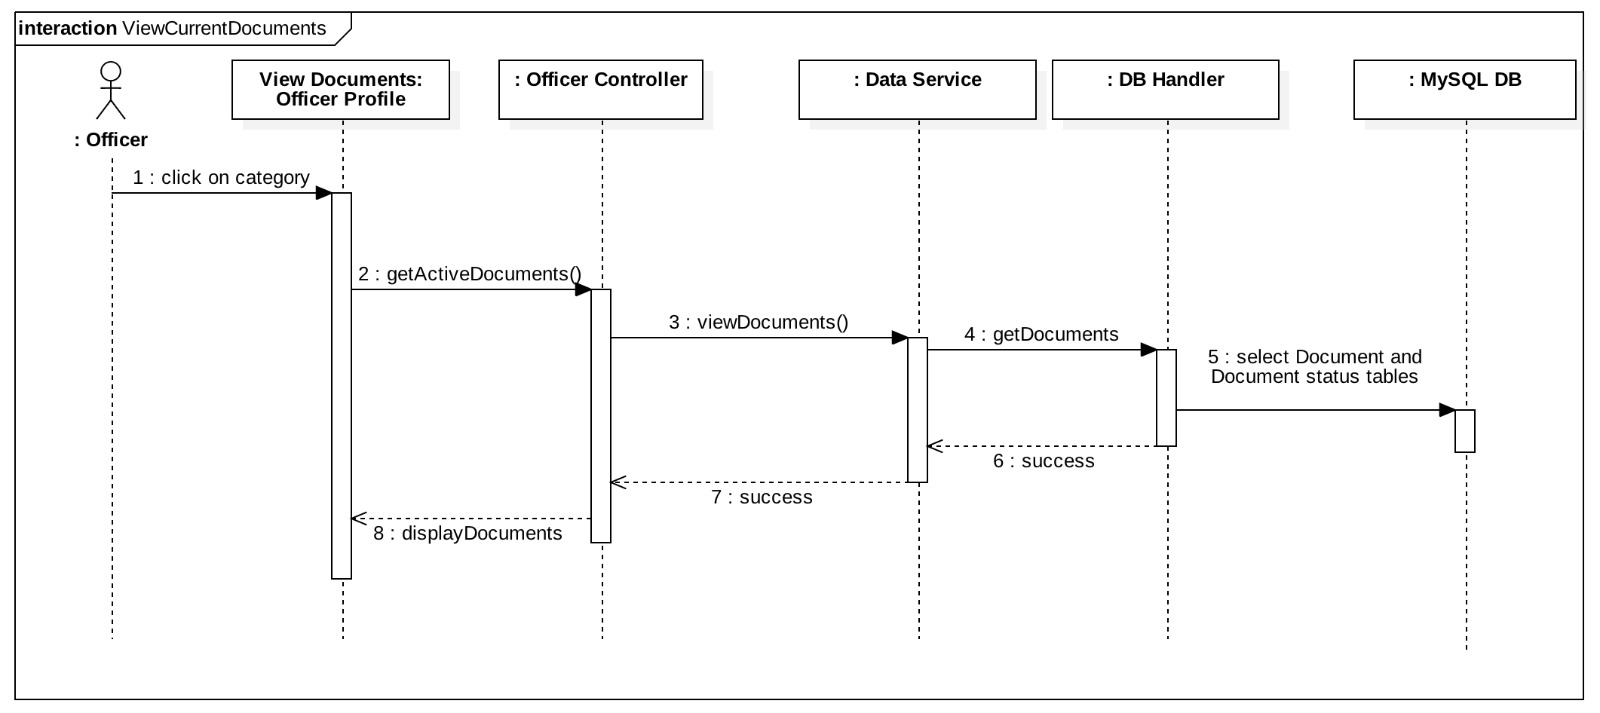 interaction ViewCurrentDocuments
: Officer
View Documents:
Officer Profile
: Officer Controller
: Data Service
: DB Handler
: MySQL DB
1 : click on category
2 : getActiveDocuments()
3 : viewDocuments()
4 : getDocuments
5 : select Document and
Document status tables
6 : success
7 : success
8 : displayDocuments